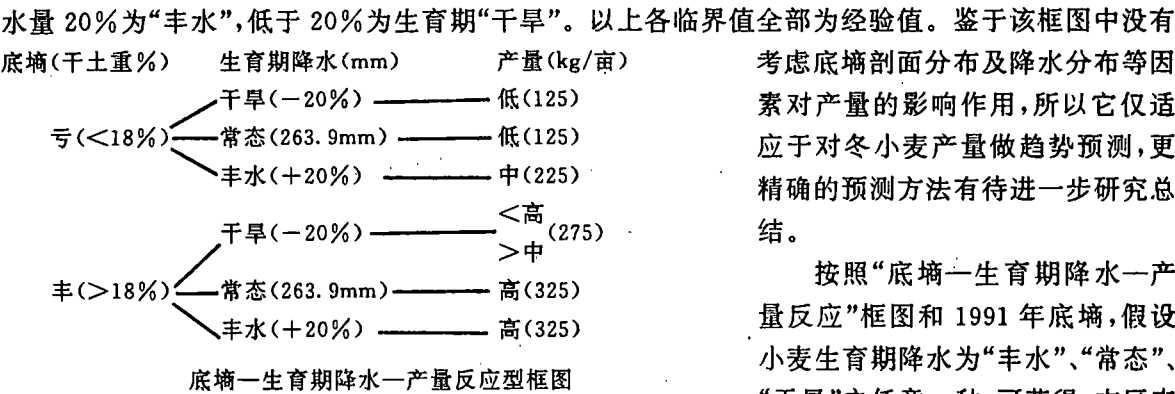 水量 20%为“丰水”,低于 20%为生育期“干旱”。以上各临界值全部为经验值。鉴于该框图中没有
底墒(干土重%) 生育期降水(mm) 产量(kg/亩)
干旱(-20%) 低(125)
亏(<18%) 常态(263.9mm) 低(125)
丰水(+20%) 中(225)
<高
干旱(-20%) (275)
>中
丰(>18%) 常态(263.9mm) 高(325)
丰水(+20%) 高(325)
底墒—生育期降水—产量反应型框图
考虑底墒剖面分布及降水分布等因
素对产量的影响作用,所以它仅适
应于对冬小麦产量做趋势预测,更
精确的预测方法有待进一步研究总
结。
按照“底墒—生育期降水—产
量反应”框图和 1991 年底墒,假设
小麦生育期降水为“丰水”、“常态”、